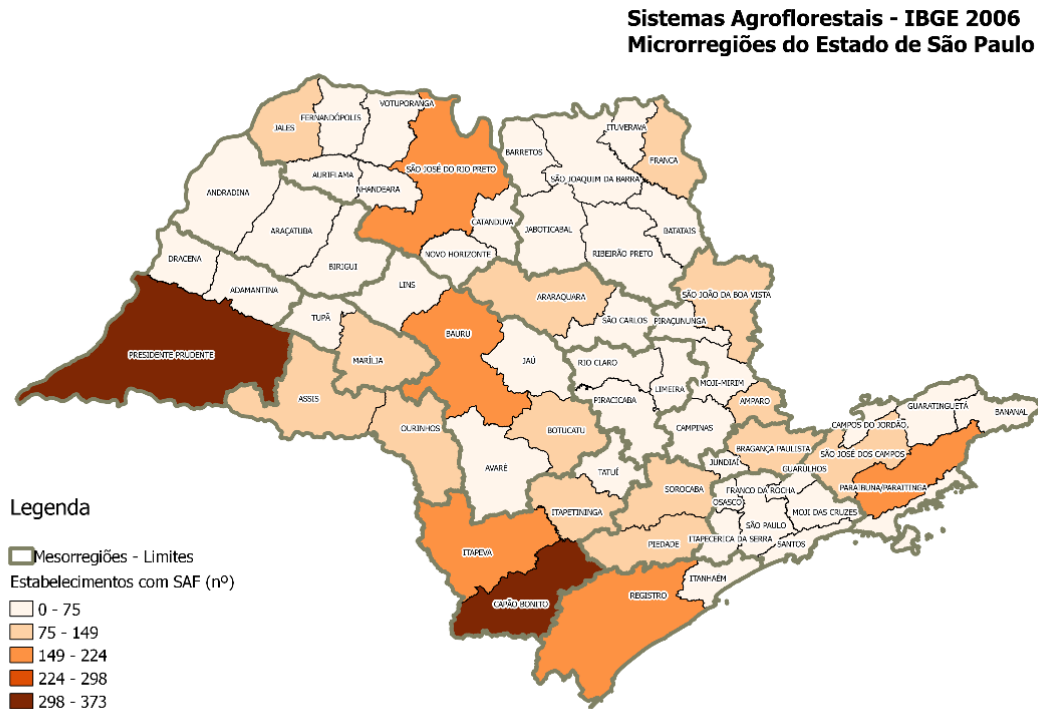 Sistemas Agroflorestais - IBGE 2006
Microrregiões do Estado de São Paulo
VOTUPORANGA
FERNANDÓPOLIS
JALES
ITUVERAVA
BARRETOS
FRANCA
SÃO JOSÉ DO RIO PRETO
AURIFLAMA
SÃO JOAQUIM DA BARRA
ANDRADINA
NHANDEARA
CATANDUVA
JABOTICABAL
BATATAIS
ARAÇATUBA
NOVO HORIZONTE
RIBEIRÃO PRETO
DRACENA
BIRIGUI
ADAMANTINA
LINS
ARARAQUARA
SÃO JOÃO DA BOA VISTA
TUPÃ
SÃO CARLOS
PIRAÇUNUNGA
BAURU
PRESIDENTE PRUDENTE
MARÍLIA
JAÚ
RIO CLARO
LIMEIRA
MOJI-MIRIM
ASSIS
PIRACICABA
AMPARO
GUARATINGUETÁ
BANANAL
OURINHOS
BOTUCATU
CAMPINAS
CAMPOS DO JORDÃO
BRAGANÇA PAULISTA
SÃO JOSÉ DOS CAMPOS
AVARÉ
TATUÍ
JUNDIAÍ
GUARULHOS
SOROCABA
FRANCO DA ROCHA
PARAIBUNA/PARAITINGA
OSASCO
ITAPETININGA
MOJI DAS CRUZES
SÃO PAULO
ITAPECERICA DA SERRA
PIEDADE
SANTOS
ITAPEVA
ITANHAÉM
CAPÃO BONITO
REGISTRO
Legenda
Mesorregiões - Limites
Estabelecimentos com SAF (nº)
0 - 75
75 - 149
149 - 224
224 - 298
298 - 373